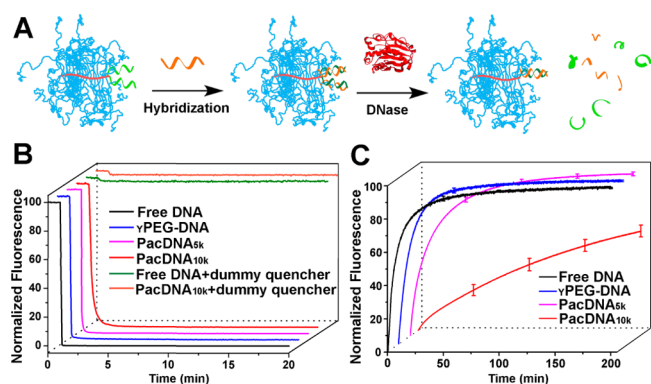 A
Hybridization
DNase
B
Normalized Fluorescence
100
80
60
40
20
0
Free DNA
YPEG-DNA
PacDNA5k
PacDNA10k
Free DNA+dummy quencher
PacDNA10k+dummy quencher
0 5 10 15 20
Time (min)
C
Normalized Fluorescence
100
80
60
40
20
0
Free DNA
YPEG-DNA
PacDNA5k
PacDNA10k
0 50 100 150 200
Time (min)